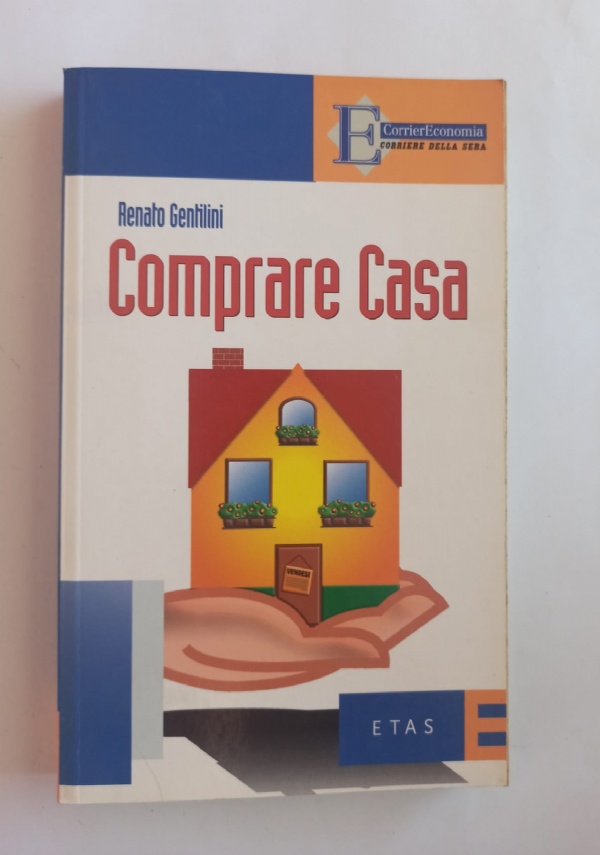 E
CorrierEconomia
CORRIERE DELLA SERA
Renato Gentilini
Comprare Casa
VENDESI
ETAS